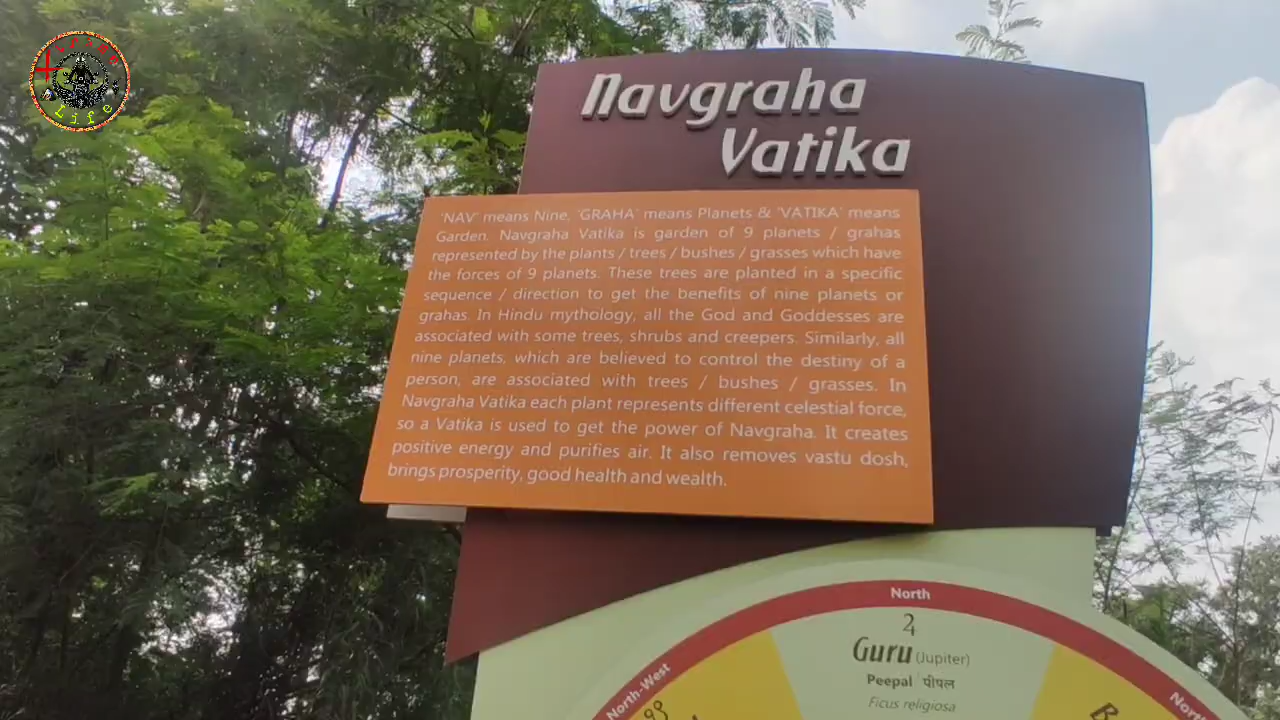 Life
Navgraha
Vatika
'NAV' means Nine, 'GRAHA' means Planets & 'VATIKA' means
Garden. Navgraha Vatika is garden of 9 planets / grahas
represented by the plants / trees / bushes / grasses which have
the forces of 9 planets. These trees are planted in a specific
sequence / direction to get the benefits of nine planets or
grahas. In Hindu mythology, all the God and Goddesses are
associated with some trees, shrubs and creepers. Similarly, all
nine planets, which are believed to control the destiny of a
person, are associated with trees / bushes / grasses. In
Navgraha Vatika each plant represents different celestial force,
so a Vatika is used to get the power of Navgraha. It creates
positive energy and purifies air. It also removes vastu dosh,
brings prosperity, good health and wealth.
North
Guru (Jupiter)
Peepal / पीपल
Ficus religiosa
North-West